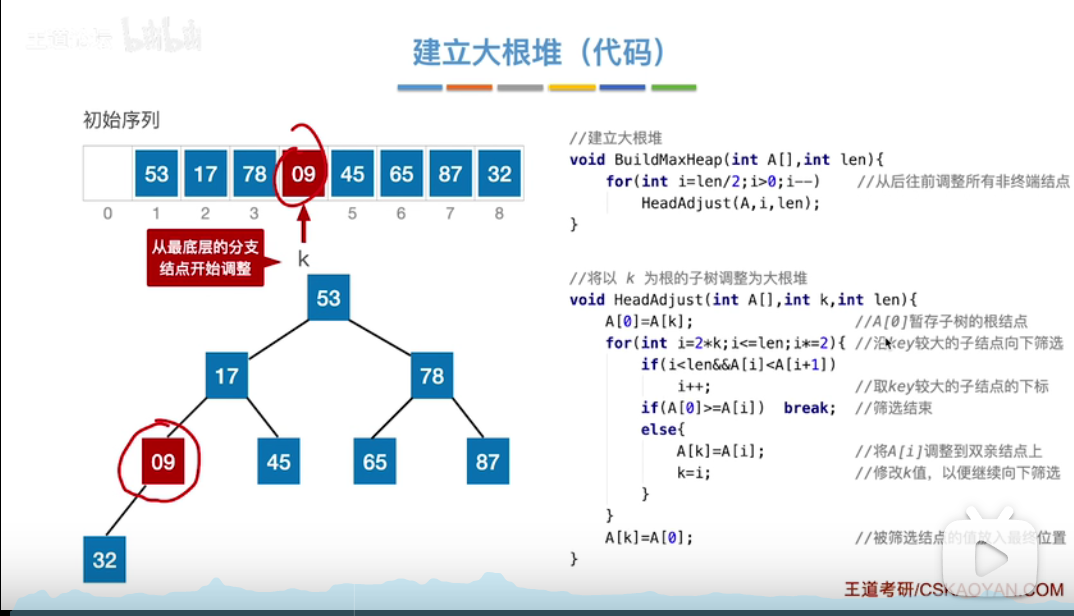 建立大根堆（代码）
初始序列
53 17 78 09 45 65 87 32
0 1 2 3 5 6 7 8
从最底层的分支
结点开始调整
k
53
17 78
09 45 65 87
32
//建立大根堆
void BuildMaxHeap(int A[],int len){
for(int i=len/2;i>0;i--) //从后往前调整所有非终端结点
HeadAdjust(A,i,len);
}
//将以 k 为根的子树调整为大根堆
void HeadAdjust(int A[],int k,int len){
A[0]=A[k]; //A[0]暂存子树的根结点
for(int i=2*k;i<=len;i*=2){ //沿key较大的子结点向下筛选
if(i<len&&A[i]<A[i+1])
i++; //取key较大的子结点的下标
if(A[0]>=A[i]) break; //筛选结束
else{
A[k]=A[i]; //将A[i]调整到双亲结点上
k=i; //修改k值，以便继续向下筛选
}
}
A[k]=A[0]; //被筛选结点的值放入最终位置
}
王道考研/CSKAOYAN.COM